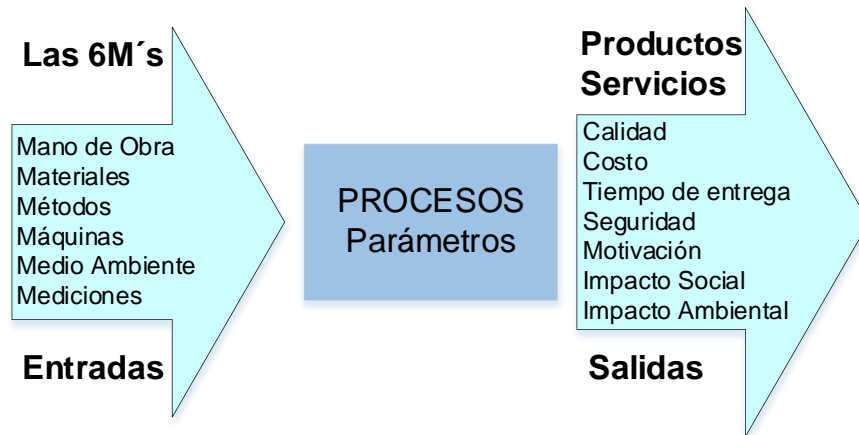 Las 6M´s
Mano de Obra
Materiales
Métodos
Máquinas
Medio Ambiente
Mediciones
Entradas
PROCESOS
Parámetros
Productos
Servicios
Calidad
Costo
Tiempo de entrega
Seguridad
Motivación
Impacto Social
Impacto Ambiental
Salidas